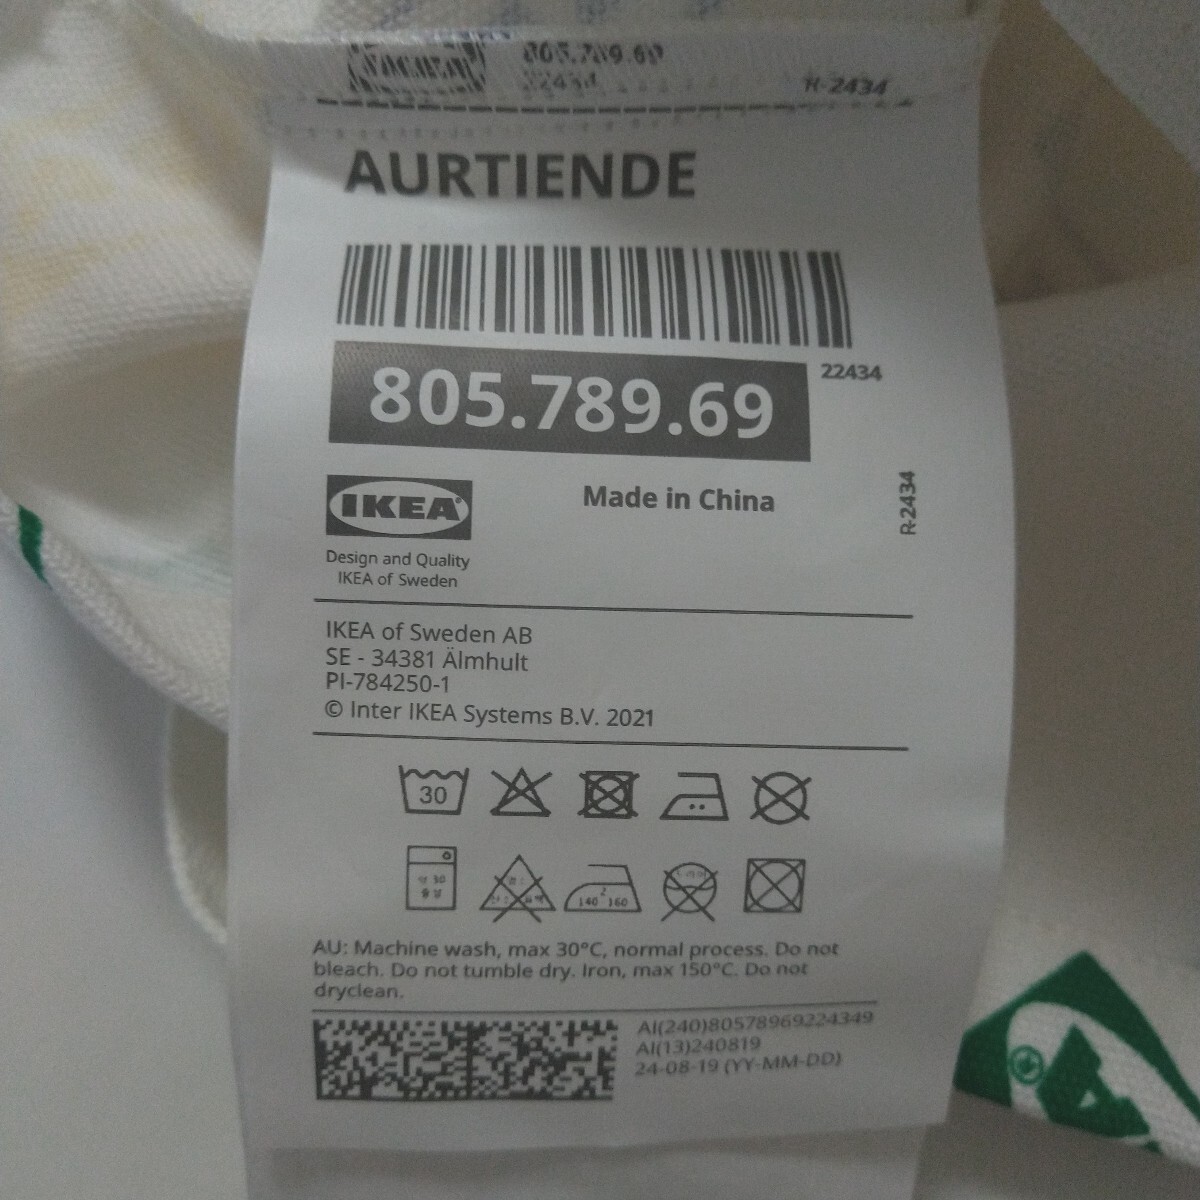 805.789.69
22434
R-2434
AURTIENDE
805.789.69
22434
IKEA
Made in China
R-2434
Design and Quality
IKEA of Sweden
IKEA of Sweden AB
SE - 34381 Älmhult
PI-784250-1
© Inter IKEA Systems B.V. 2021
30
140 2 160
AU: Machine wash, max 30°C, normal process. Do not
bleach. Do not tumble dry. Iron, max 150°C. Do not
dryclean.
AI(240)80578969224349
AI(13)240819
24-08-19 (YY-MM-DD)
A